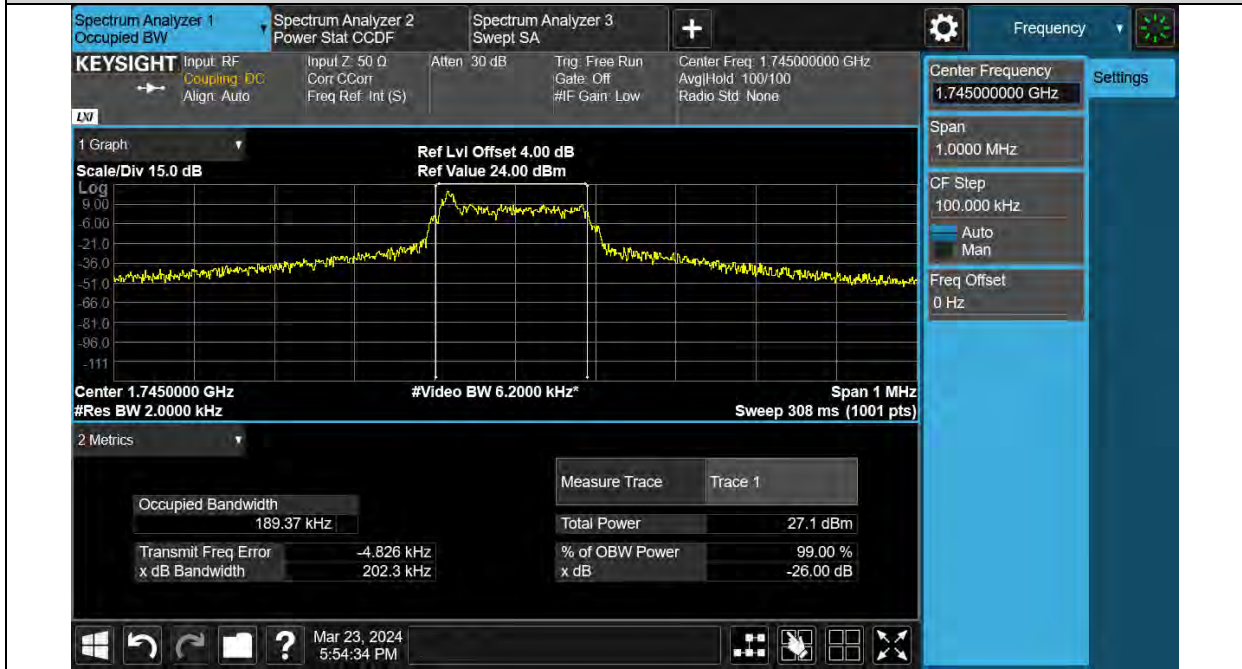 Spectrum Analyzer 1
Occupied BW
Spectrum Analyzer 2
Power Stat CCDF
Spectrum Analyzer 3
Swept SA
Frequency
KEYSIGHT
Input: RF
Coupling: DC
Align: Auto
Input Z: 50 Ω
Corr CCorr
Freq Ref: Int (S)
Atten: 30 dB
Trig: Free Run
Gate: Off
#IF Gain: Low
Center Freq: 1.745000000 GHz
Avg|Hold: 100/100
Radio Std: None
LXI
Center Frequency
1.745000000 GHz
Settings
Span
1.0000 MHz
CF Step
100.000 kHz
Auto
Man
Freq Offset
0 Hz
1 Graph
Scale/Div 15.0 dB
Ref Lvl Offset 4.00 dB
Ref Value 24.00 dBm
Log
9.00
-6.00
-21.0
-36.0
-51.0
-66.0
-81.0
-96.0
-111
Center 1.7450000 GHz
#Res BW 2.0000 kHz
#Video BW 6.2000 kHz*
Span 1 MHz
Sweep 308 ms (1001 pts)
2 Metrics
Measure Trace Trace 1
Occupied Bandwidth
189.37 kHz
Total Power 27.1 dBm
Transmit Freq Error -4.826 kHz
% of OBW Power 99.00 %
x dB Bandwidth 202.3 kHz
x dB -26.00 dB
?
Mar 23, 2024
5:54:34 PM